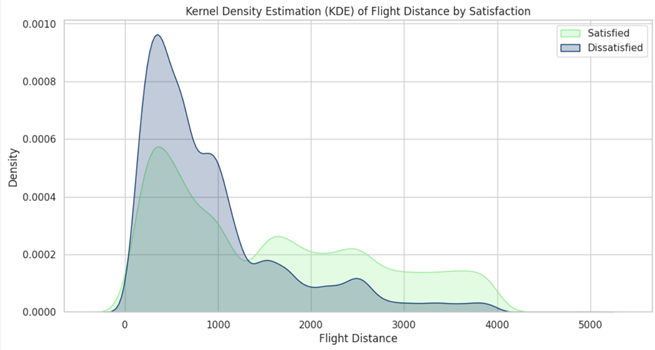 Kernel Density Estimation (KDE) of Flight Distance by Satisfaction
Satisfied
Dissatisfied
0.0010
0.0008
0.0006
0.0004
0.0002
0.0000
Density
0
1000
2000
3000
4000
5000
Flight Distance